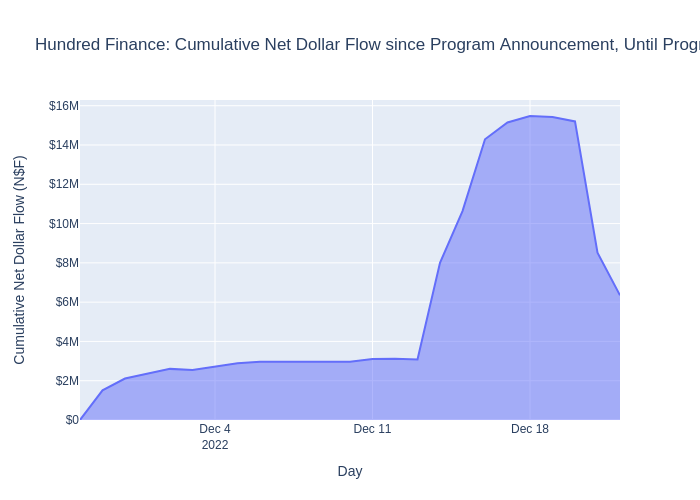 Hundred Finance: Cumulative Net Dollar Flow since Program Announcement, Until
Cumulative Net Dollar Flow (N$F)
$16M
$14M
$12M
$10M
$8M
$6M
$4M
$2M
$0
Dec 4
2022
Dec 11
Dec 18
Day